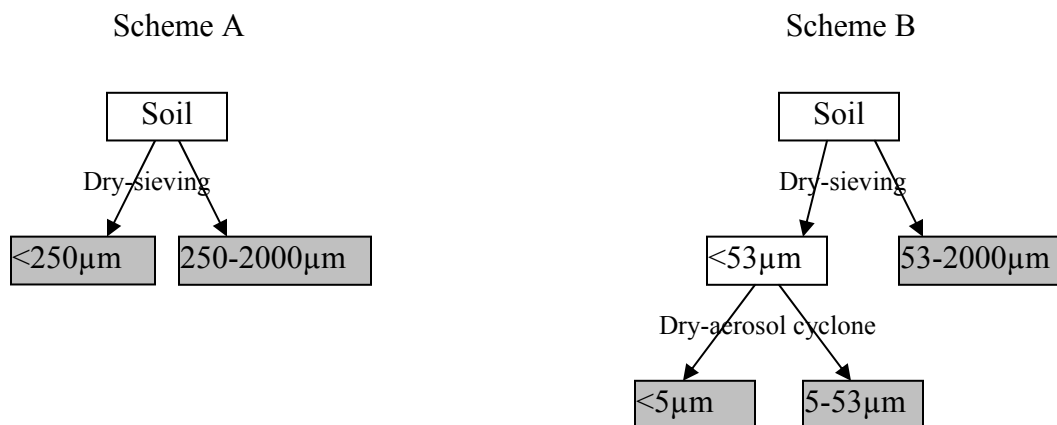 Scheme A
Soil
Dry-sieving
<250µm
250-2000µm
Scheme B
Soil
Dry-sieving
<53µm
53-2000µm
Dry-aerosol cyclone
<5µm
5-53µm